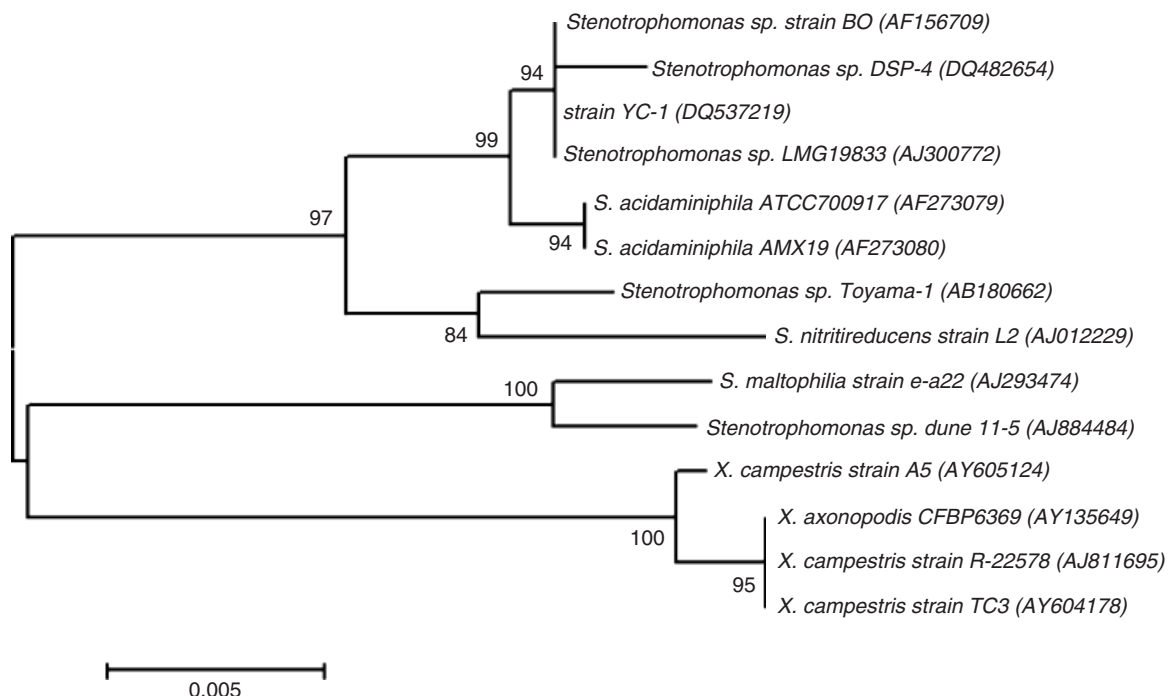 Stenotrophomonas sp. strain BO (AF156709)
94
Stenotrophomonas sp. DSP-4 (DQ482654)
strain YC-1 (DQ537219)
99
Stenotrophomonas sp. LMG19833 (AJ300772)
S. acidaminiphila ATCC700917 (AF273079)
97
94
S. acidaminiphila AMX19 (AF273080)
Stenotrophomonas sp. Toyama-1 (AB180662)
84
S. nitritireducens strain L2 (AJ012229)
100
S. maltophilia strain e-a22 (AJ293474)
Stenotrophomonas sp. dune 11-5 (AJ884484)
X. campestris strain A5 (AY605124)
X. axonopodis CFBP6369 (AY135649)
100
X. campestris strain R-22578 (AJ811695)
95
X. campestris strain TC3 (AY604178)
0.005